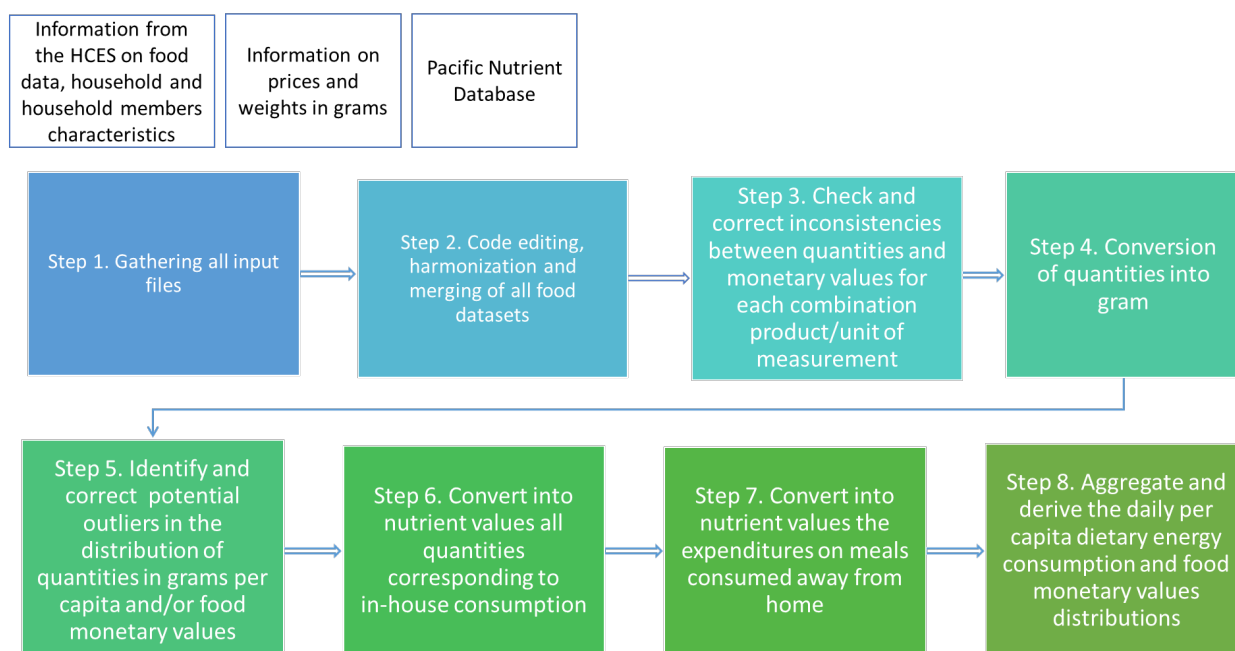 Information from
the HCES on food
data, household and
household members
characteristics
Information on
prices and
weights in grams
Pacific Nutrient
Database
Step 1. Gathering all input
files
Step 2. Code editing,
harmonization and
merging of all food
datasets
Step 3. Check and
correct inconsistencies
between quantities and
monetary values for
each combination
product/unit of
measurement
Step 4. Conversion
of quantities into
gram
Step 5. Identify and
correct potential
outliers in the
distribution of
quantities in grams per
capita and/or food
monetary values
Step 6. Convert into
nutrient values all
quantities
corresponding to
in-house consumption
Step 7. Convert into
nutrient values the
expenditures on meals
consumed away from
home
Step 8. Aggregate and
derive the daily per
capita dietary energy
consumption and food
monetary values
distributions